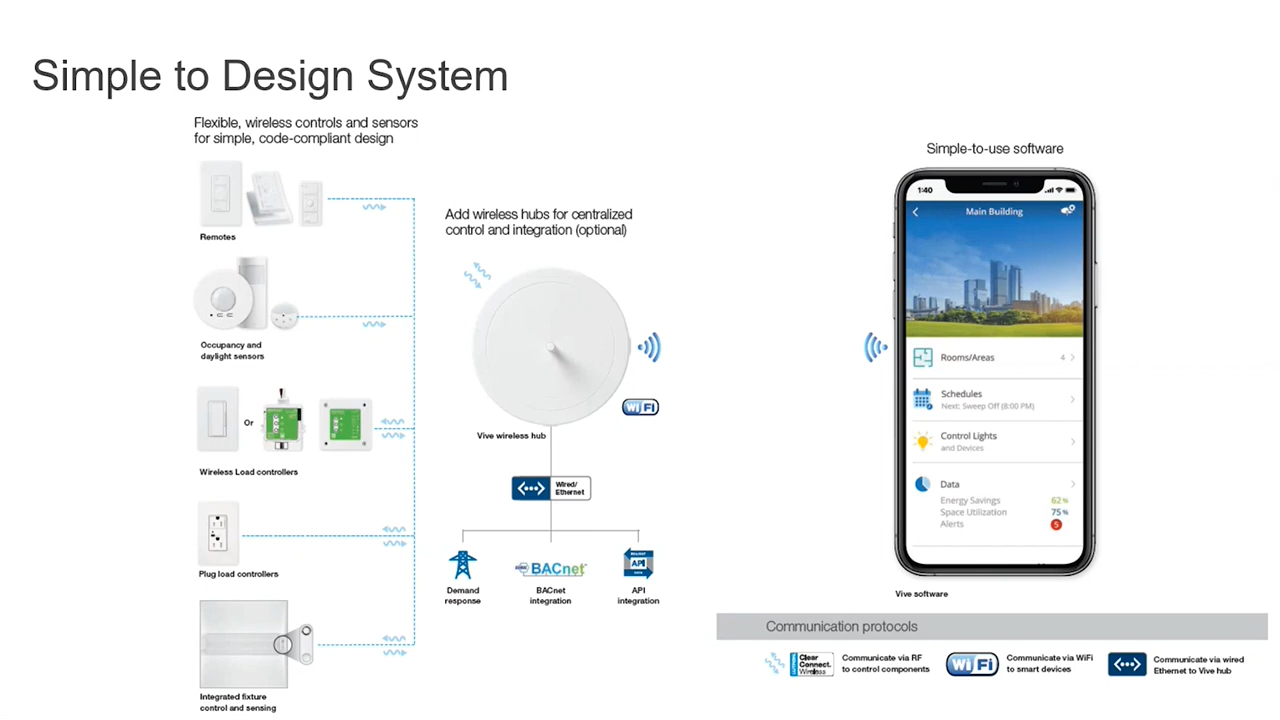 Simple to Design System
Flexible, wireless controls and sensors
for simple, code-compliant design
Remotes
Occupancy and
daylight sensors
Or
Wireless Load controllers
Plug load controllers
Integrated fixture
control and sensing
Add wireless hubs for centralized
control and integration (optional)
WiFi
Vive wireless hub
Wired/
Ethernet
Demand
response
BACnet
BACnet
integration
API
API
integration
Simple-to-use software
1:40
Main Building
Rooms/Areas 4
Schedules
Next: Sweep Off (8:00 PM)
Control Lights
and Devices
Data
Energy Savings 62%
Space Utilization 75%
Alerts 5
Vive software
Communication protocols
LUTRON
Clear
Connect.
Wireless
Communicate via RF
to control components
WiFi
Communicate via WiFi
to smart devices
Communicate via wired
Ethernet to Vive hub